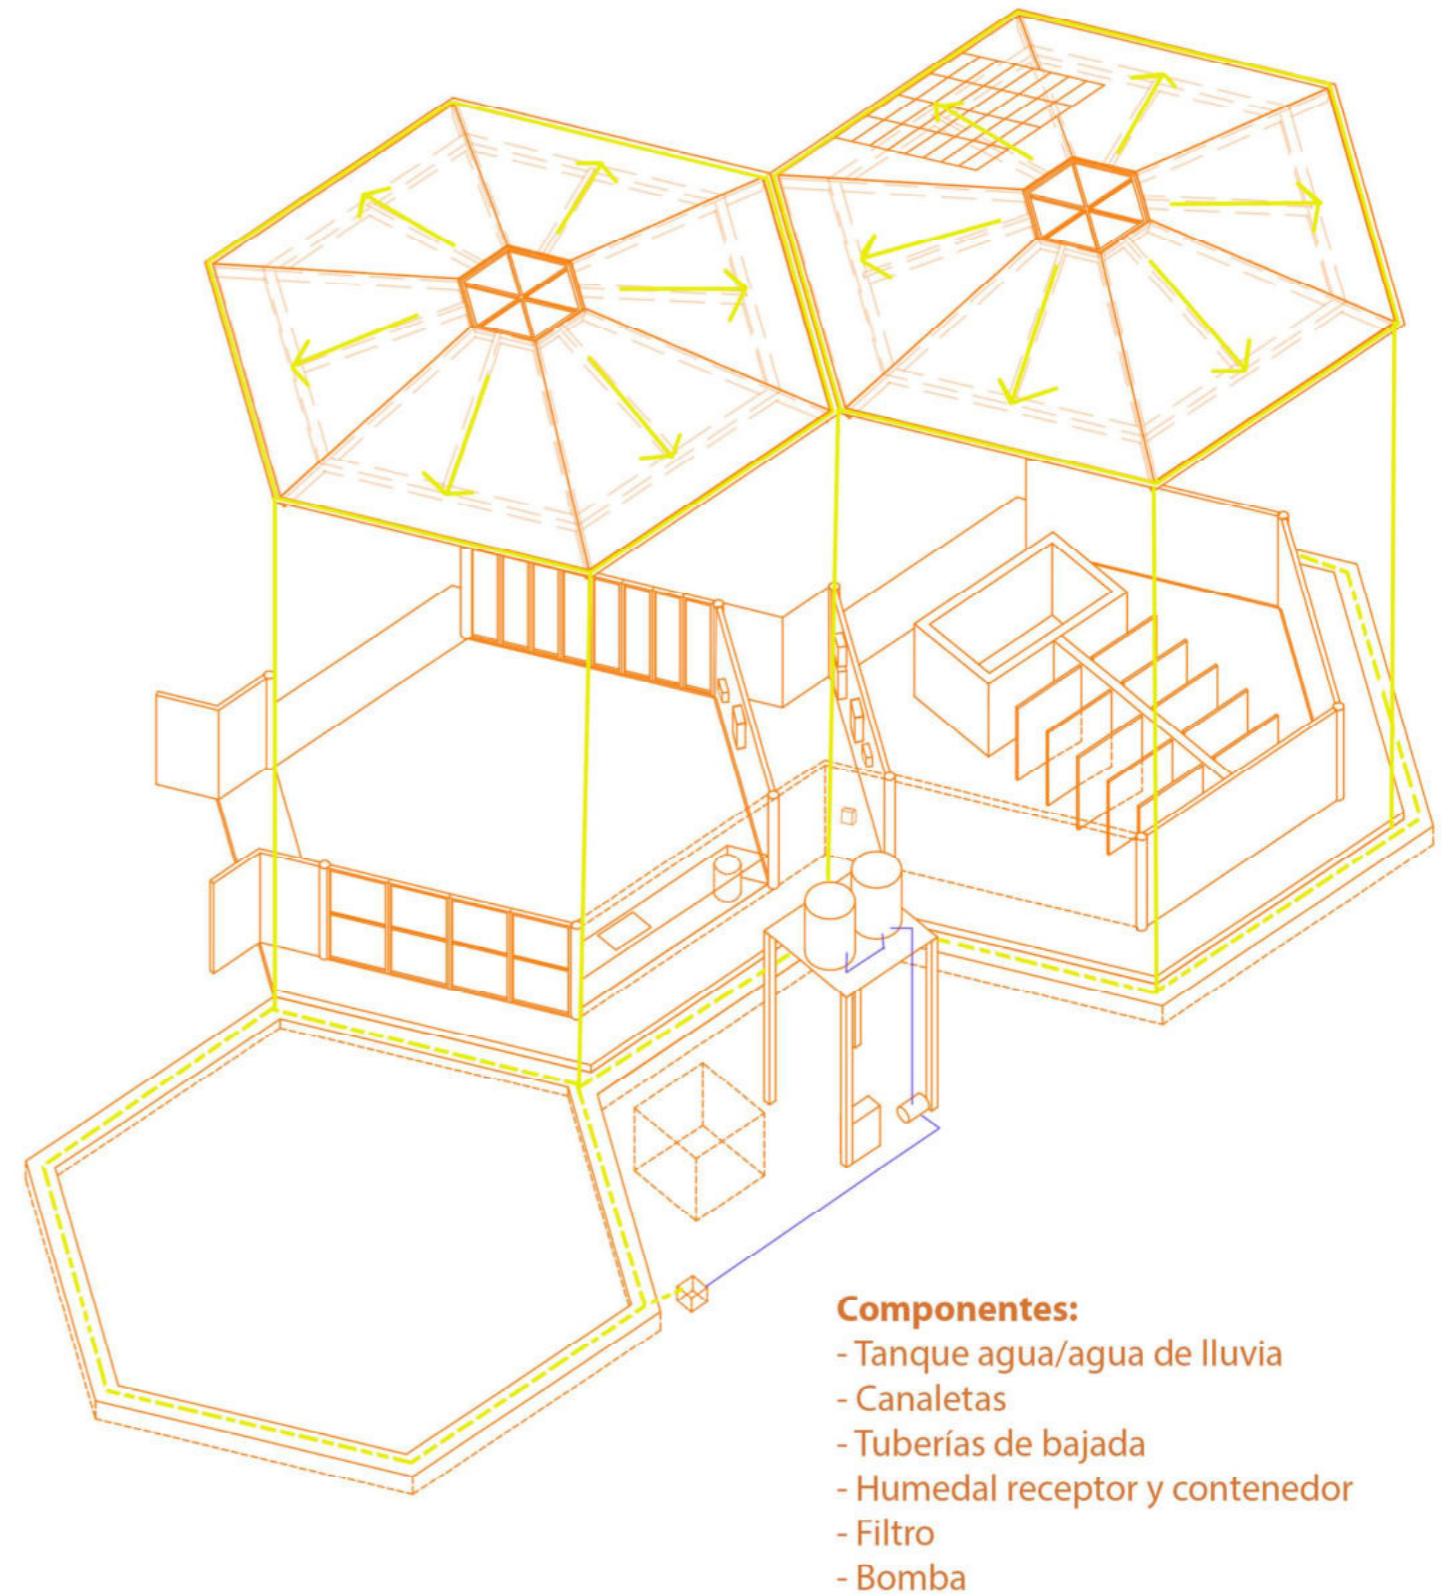 Componentes:
- Tanque agua/agua de lluvia
- Canaletas
- Tuberías de bajada
- Humedal receptor y contenedor
- Filtro
- Bomba